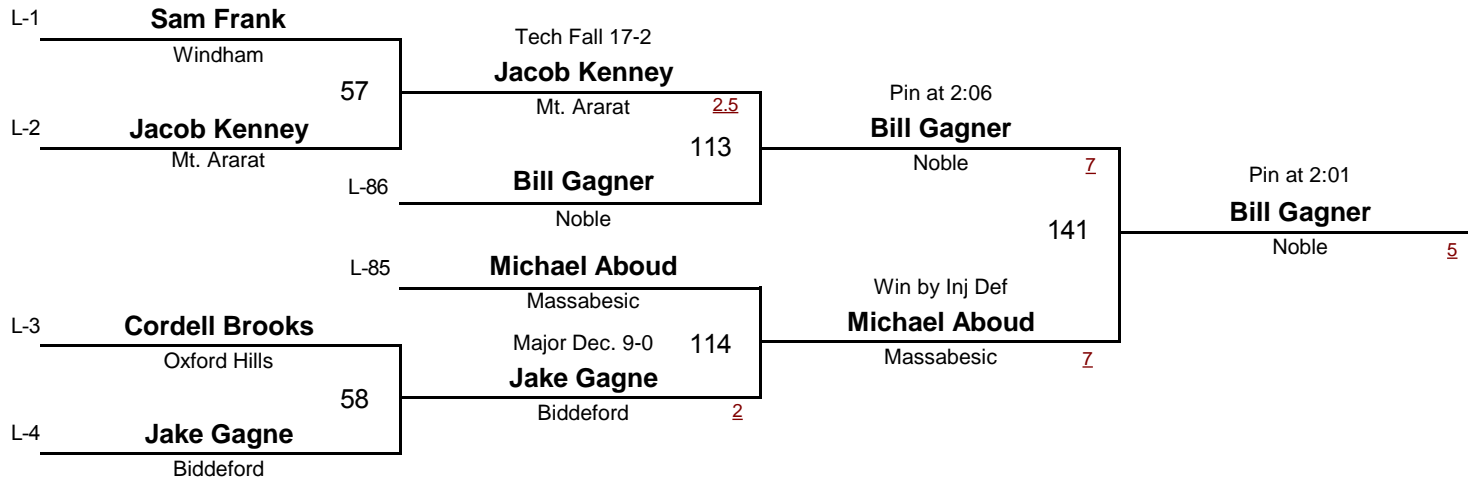 L-1
Sam Frank
Windham
57
L-2
Jacob Kenney
Mt. Ararat
Tech Fall 17-2
Jacob Kenney
Mt. Ararat
2.5
113
L-86
Bill Gagner
Noble
Pin at 2:06
Bill Gagner
Noble
7
141
Pin at 2:01
Bill Gagner
Noble
5
L-85
Michael Aboud
Massabesic
Win by Inj Def
Michael Aboud
Massabesic
7
L-3
Cordell Brooks
Oxford Hills
58
L-4
Jake Gagne
Biddeford
Major Dec. 9-0
114
Jake Gagne
Biddeford
2